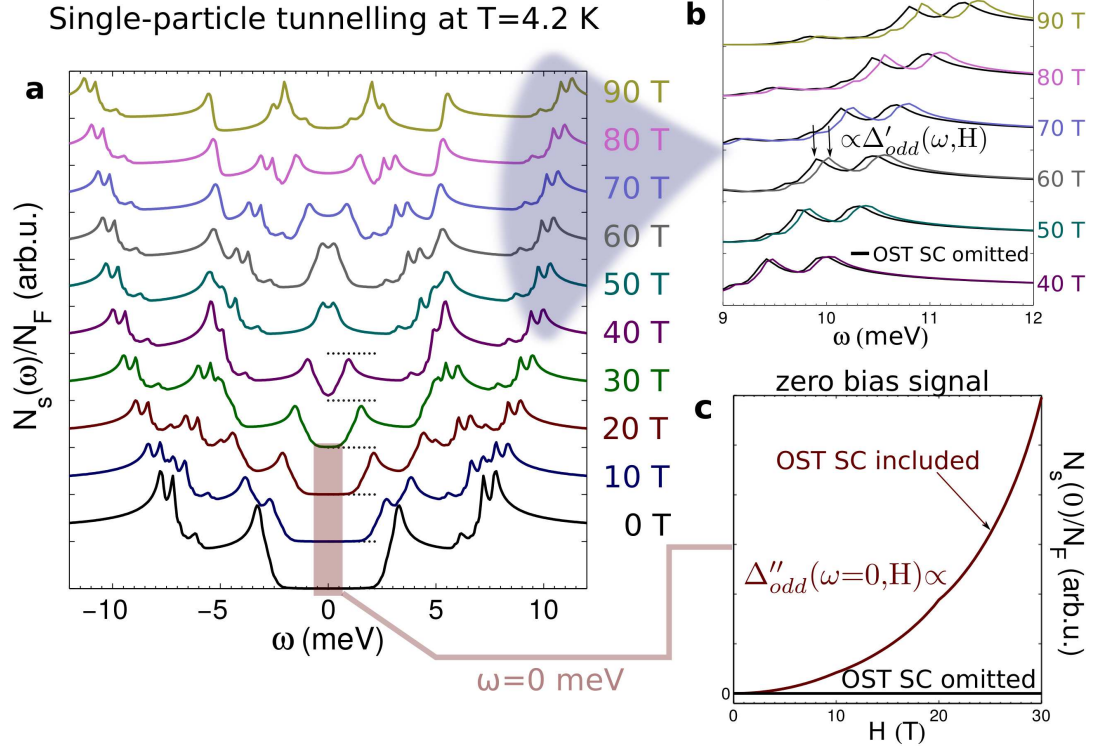 Single-particle tunnelling at T=4.2 K
a
N_s(ω)/N_F (arb.u.)
90 T
80 T
70 T
60 T
50 T
40 T
30 T
20 T
10 T
0 T
−10 −5 0 5 10
ω (meV)
ω=0 meV
b
90 T
80 T
70 T
∝Δ′_odd(ω,H)
60 T
50 T
OST SC omitted
40 T
9 10 11 12
ω (meV)
zero bias signal
c
OST SC included
Δ″_odd(ω=0,H)∝
OST SC omitted
0
0 10 20 30
H (T)
N_s(0)/N_F (arb.u.)